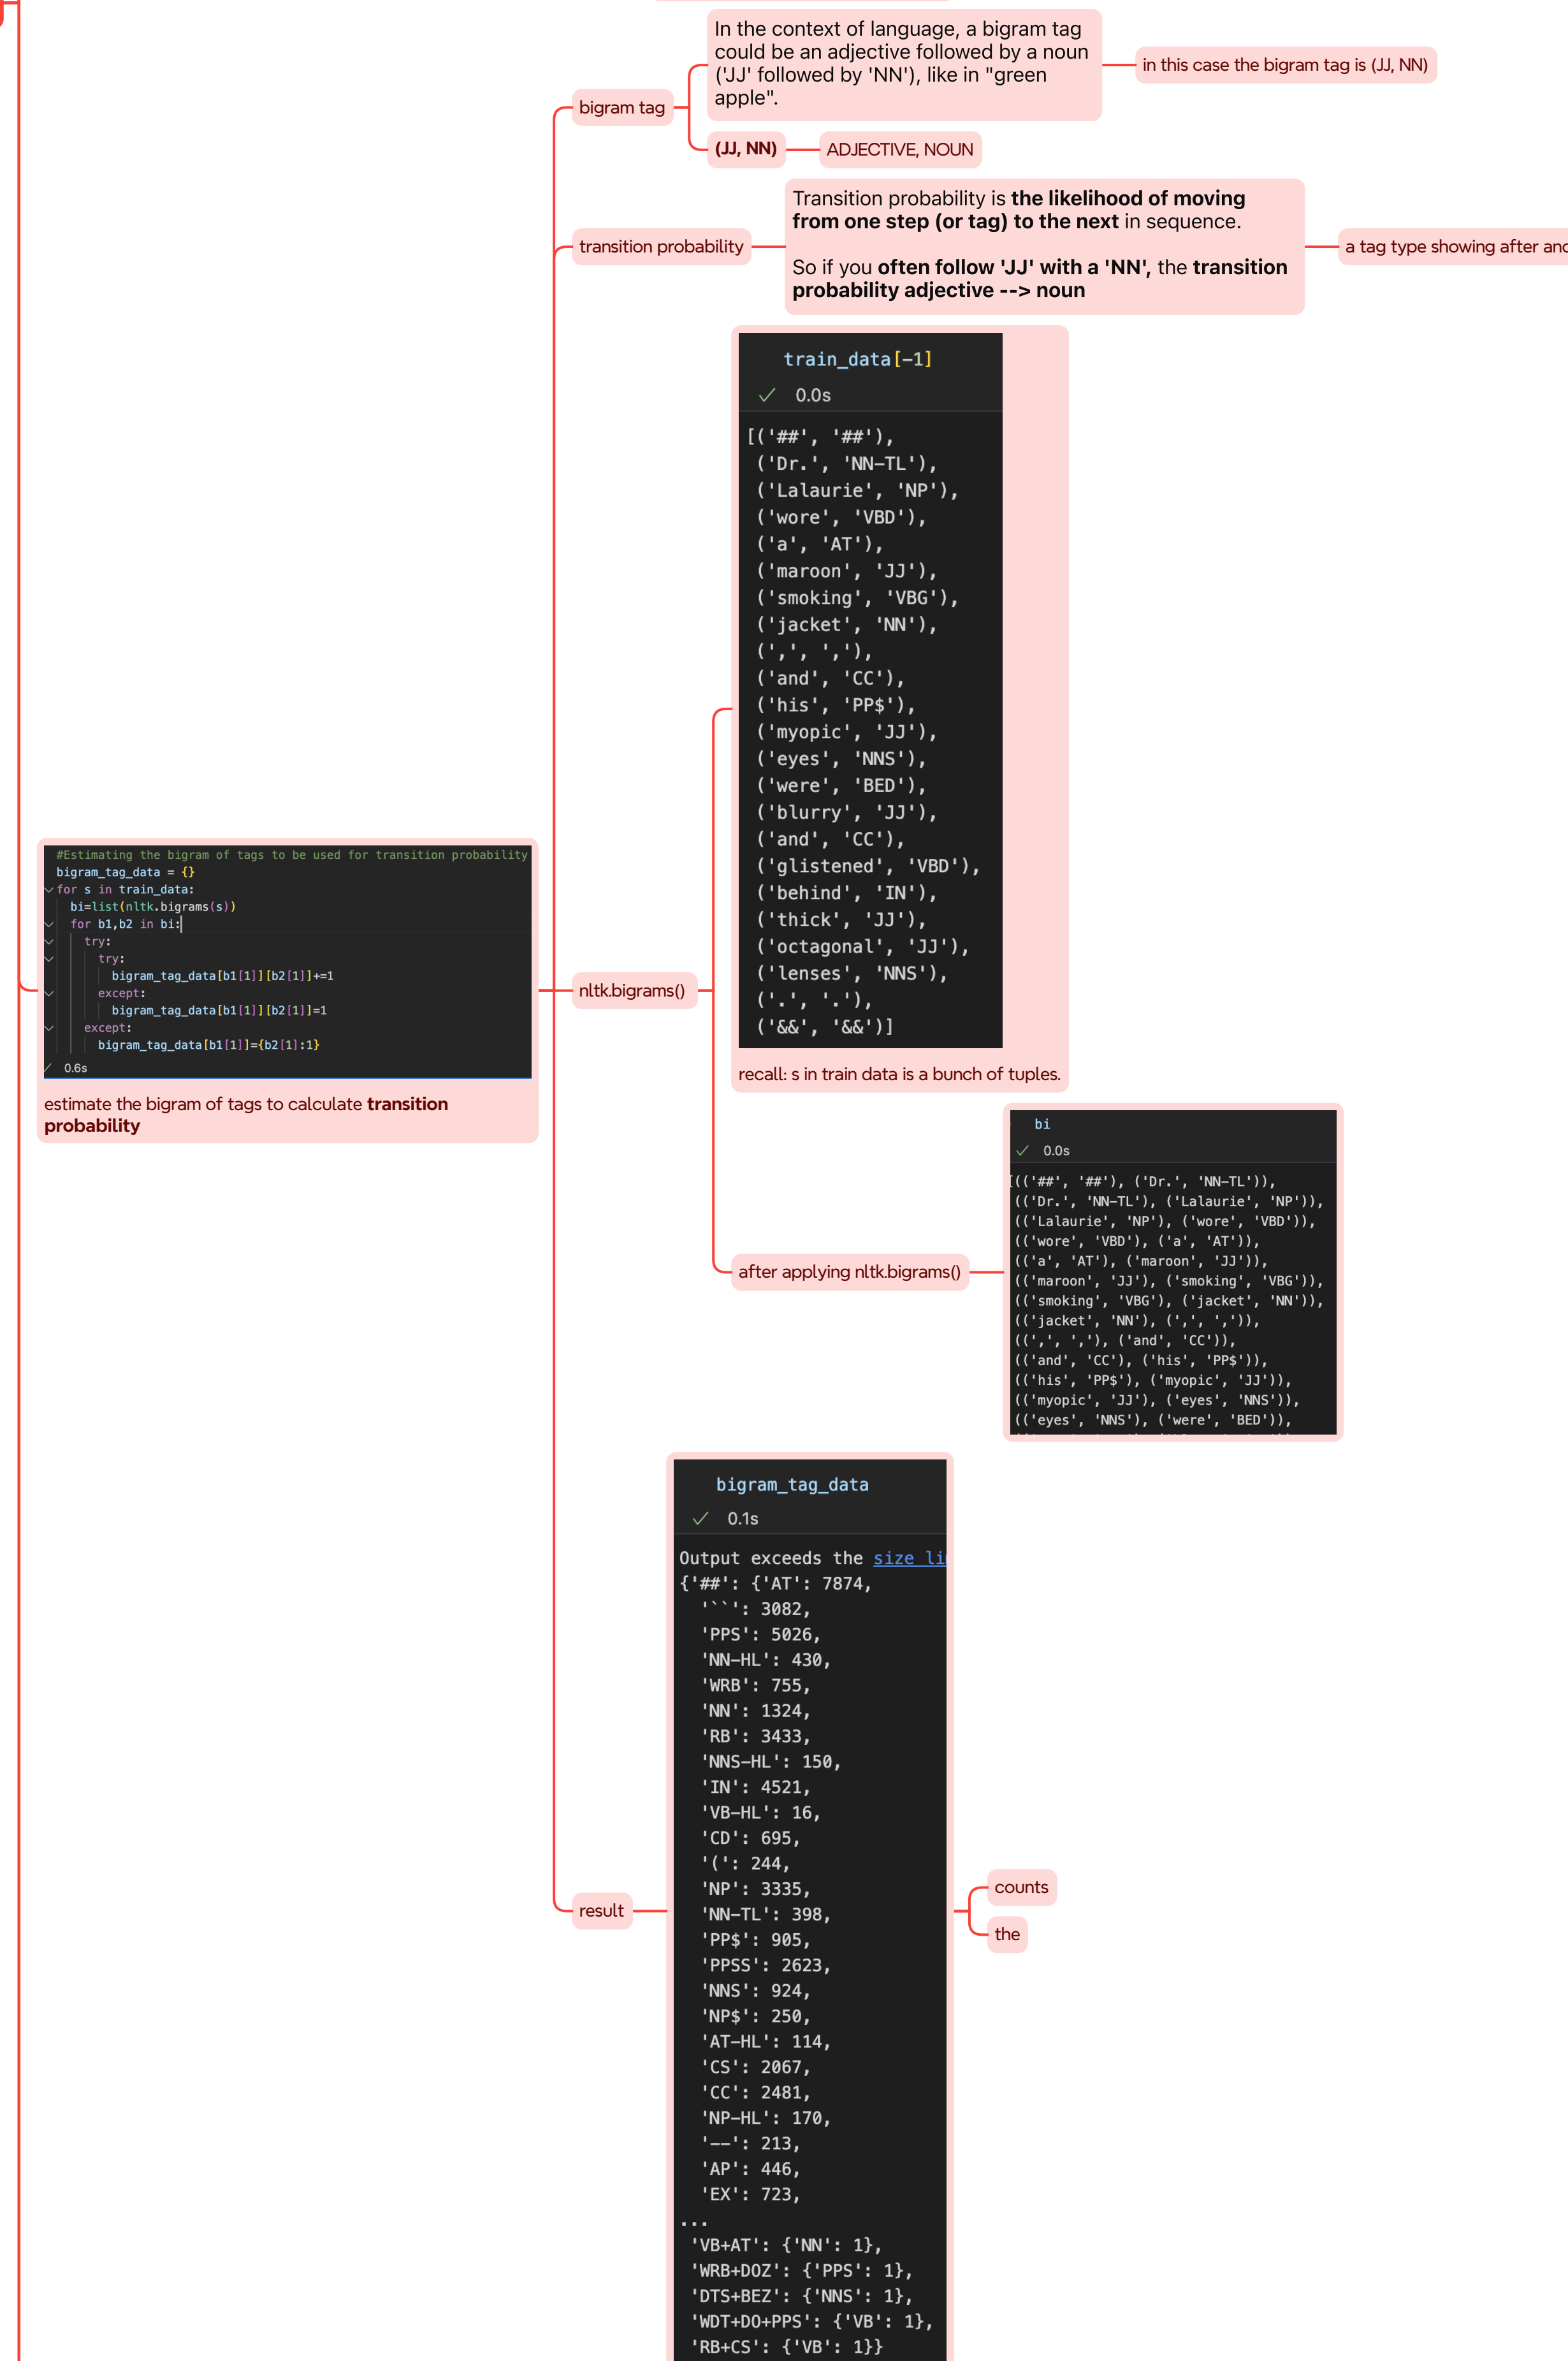 In the context of language, a bigram tag
could be an adjective followed by a noun
('JJ' followed by 'NN'), like in "green
apple".
in this case the bigram tag is (JJ, NN)
bigram tag
(JJ, NN)
ADJECTIVE, NOUN
Transition probability is the likelihood of moving
from one step (or tag) to the next in sequence.
So if you often follow 'JJ' with a 'NN', the transition
probability adjective --> noun
transition probability
a tag type showing after
train_data[-1]
0.0s
[('##', '##'),
('Dr.', 'NN-TL'),
('Lalaurie', 'NP'),
('wore', 'VBD'),
('a', 'AT'),
('maroon', 'JJ'),
('smoking', 'VBG'),
('jacket', 'NN'),
(',', ','),
('and', 'CC'),
('his', 'PP$'),
('myopic', 'JJ'),
('eyes', 'NNS'),
('were', 'BED'),
('blurry', 'JJ'),
('and', 'CC'),
('glistened', 'VBD'),
('behind', 'IN'),
('thick', 'JJ'),
('octagonal', 'JJ'),
('lenses', 'NNS'),
('.', '.'),
('&&', '&&')]
recall: s in train data is a bunch of tuples.
#Estimating the bigram of tags to be used for transition probability
bigram_tag_data = {}
for s in train_data:
bi=list(nltk.bigrams(s))
for b1,b2 in bi:
try:
try:
bigram_tag_data[b1[1]][b2[1]]+=1
except:
bigram_tag_data[b1[1]][b2[1]]=1
except:
bigram_tag_data[b1[1]]={b2[1]:1}
0.6s
estimate the bigram of tags to calculate transition
probability
nltk.bigrams()
after applying nltk.bigrams()
bi
0.0s
[(('##', '##'), ('Dr.', 'NN-TL')),
(('Dr.', 'NN-TL'), ('Lalaurie', 'NP')),
(('Lalaurie', 'NP'), ('wore', 'VBD')),
(('wore', 'VBD'), ('a', 'AT')),
(('a', 'AT'), ('maroon', 'JJ')),
(('maroon', 'JJ'), ('smoking', 'VBG')),
(('smoking', 'VBG'), ('jacket', 'NN')),
(('jacket', 'NN'), (',', ',')),
((',', ','), ('and', 'CC')),
(('and', 'CC'), ('his', 'PP$')),
(('his', 'PP$'), ('myopic', 'JJ')),
(('myopic', 'JJ'), ('eyes', 'NNS')),
(('eyes', 'NNS'), ('were', 'BED')),
bigram_tag_data
0.1s
Output exceeds the size
{'##': {'AT': 7874,
'``': 3082,
'PPS': 5026,
'NN-HL': 430,
'WRB': 755,
'NN': 1324,
'RB': 3433,
'NNS-HL': 150,
'IN': 4521,
'VB-HL': 16,
'CD': 695,
'(': 244,
'NP': 3335,
'NN-TL': 398,
'PP$': 905,
'PPSS': 2623,
'NNS': 924,
'NP$': 250,
'AT-HL': 114,
'CS': 2067,
'CC': 2481,
'NP-HL': 170,
'--': 213,
'AP': 446,
'EX': 723,
...
'VB+AT': {'NN': 1},
'WRB+DOZ': {'PPS': 1},
'DTS+BEZ': {'NNS': 1},
'WDT+DO+PPS': {'VB': 1},
'RB+CS': {'VB': 1}}
result
counts
the